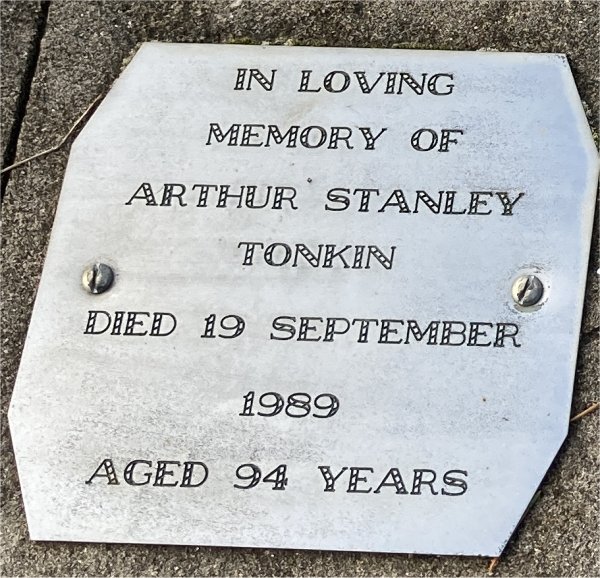 IN LOVING
MEMORY OF
ARTHUR STANLEY
TONKIN
DIED 19 SEPTEMBER
1989
AGED 94 YEARS